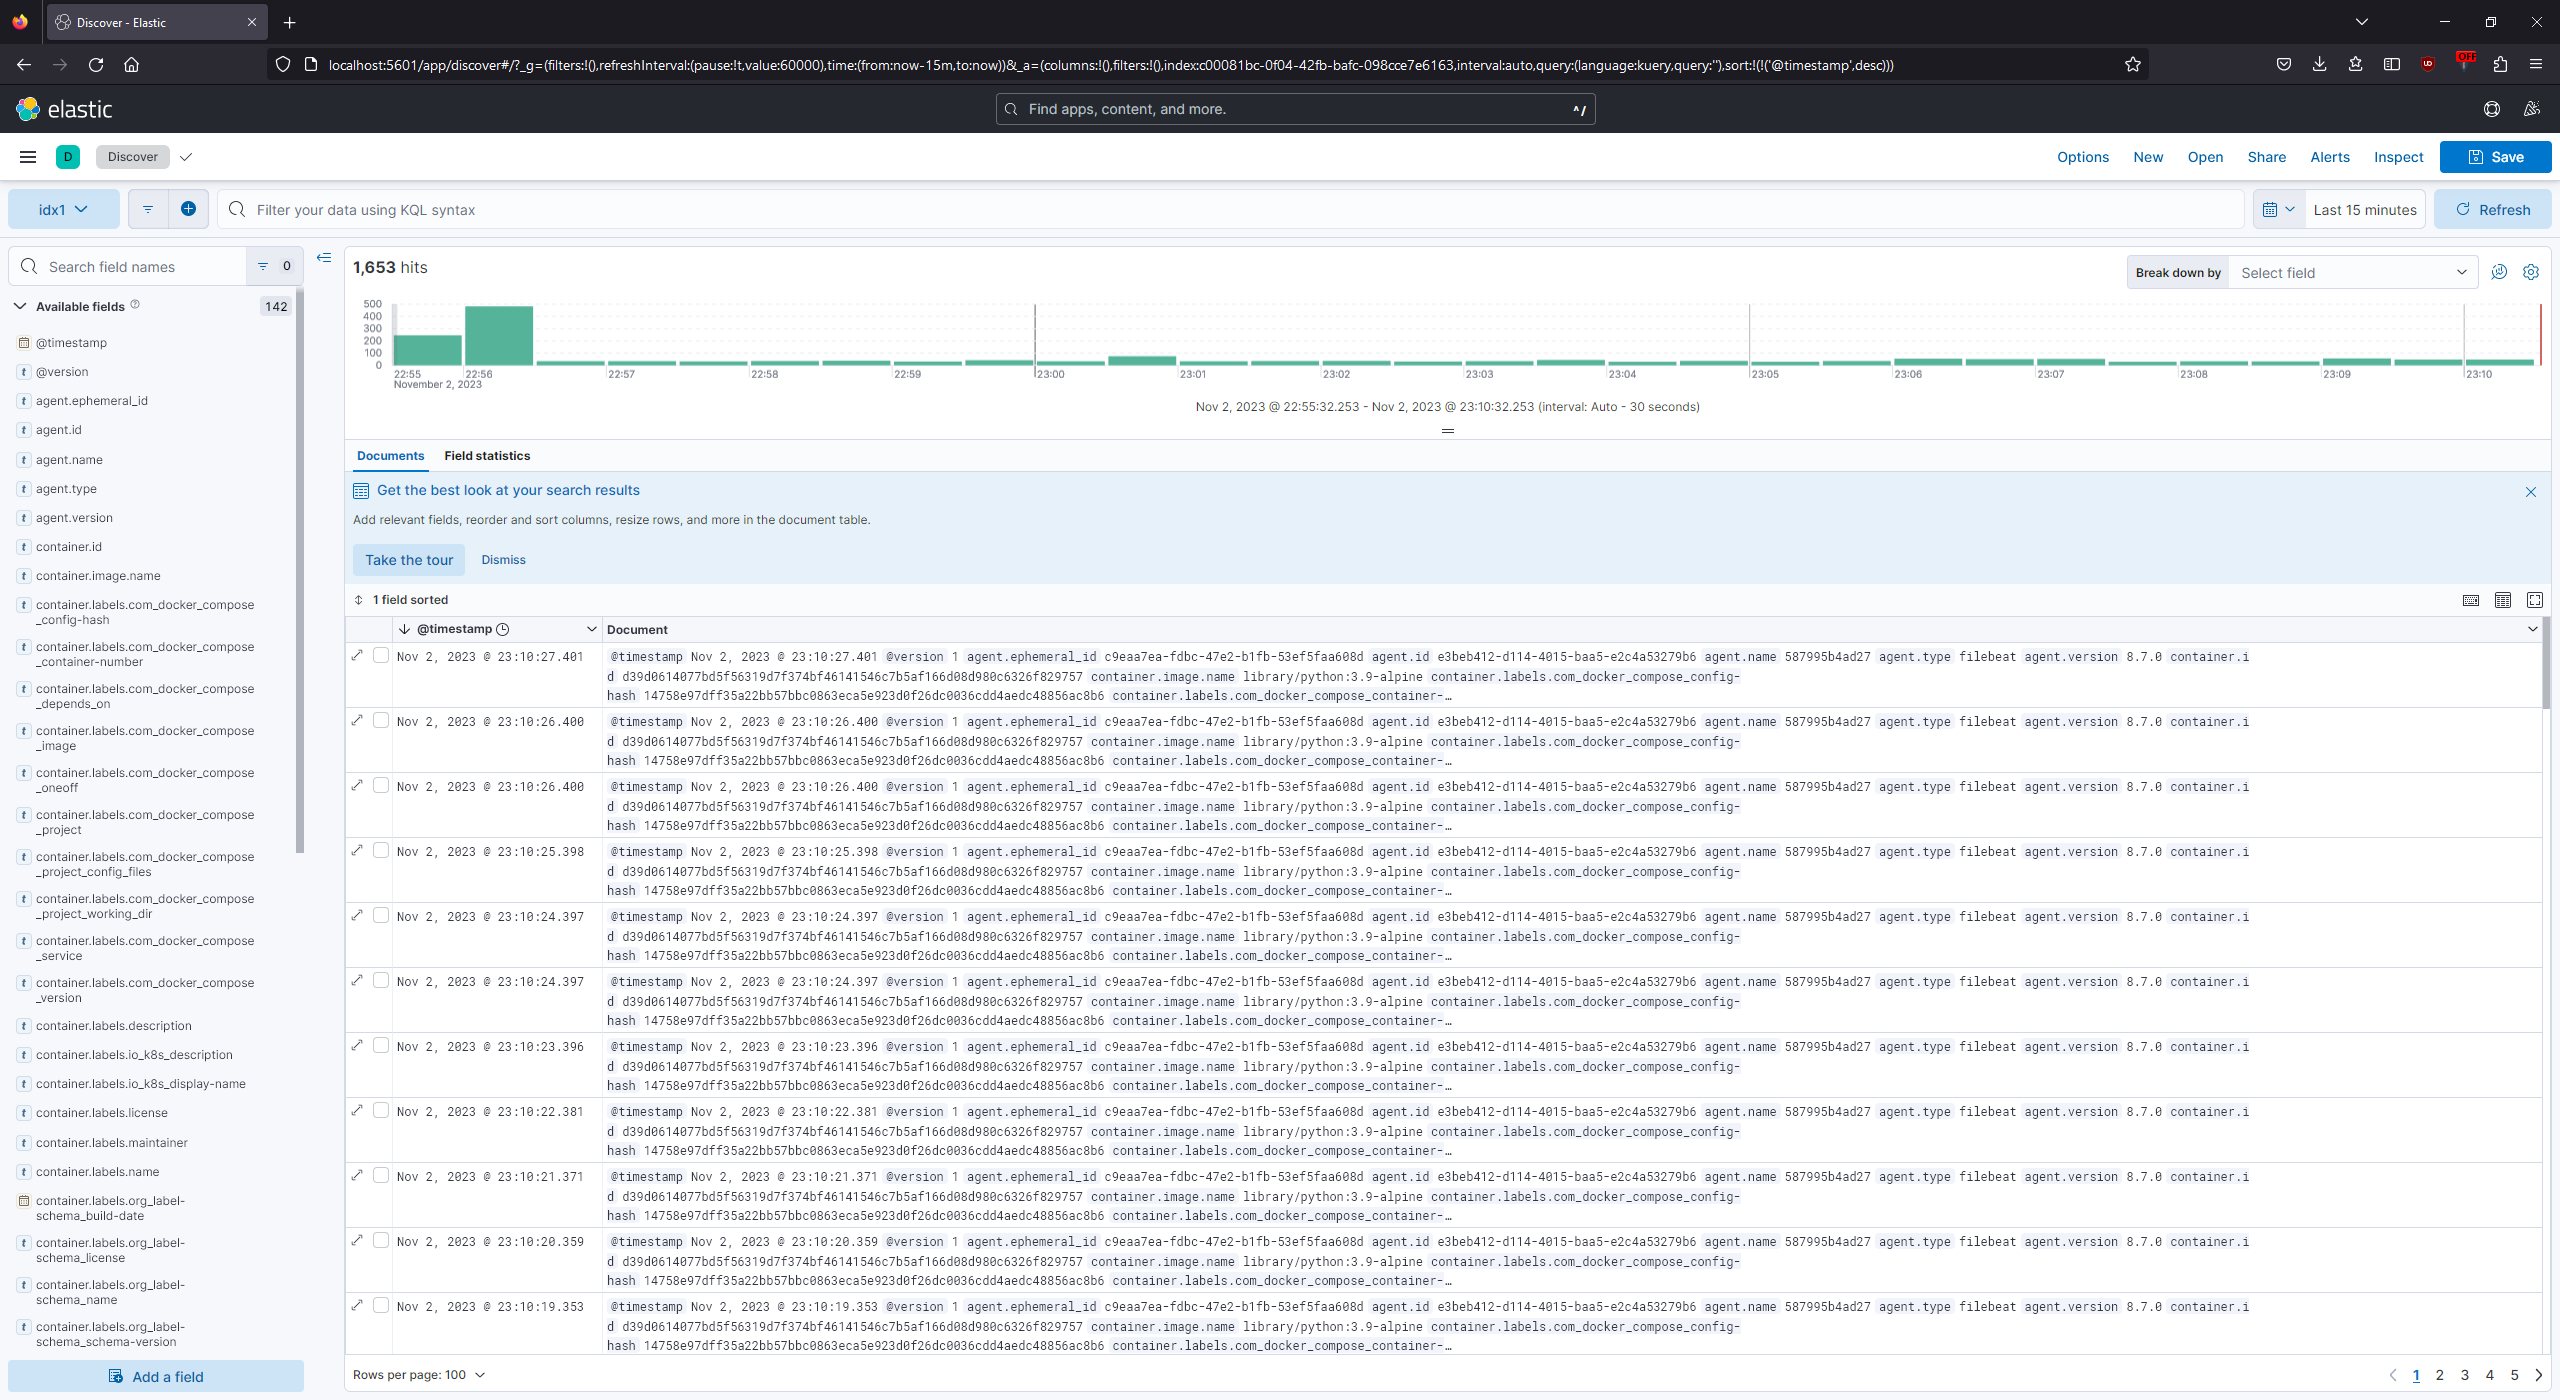 Discover - Elastic
localhost:5601/app/discover#/?_g=(filters:!(),refreshInterval:(pause:!t,value:60000),time:(from:now-15m,to:now))&_a=(columns:!(),filters:!(),index:c00081bc-0f04-42fb-bafc-098cce7e6163,interval:auto,query:(language:kuery,query:''),sort:!(!('@timestamp',desc)))
OFF
elastic
Find apps, content, and more.
^/
D
Discover
Options New Open Share Alerts Inspect Save
idx1
Filter your data using KQL syntax
Last 15 minutes
Refresh
Search field names
0
Available fields
142
@timestamp
@version
agent.ephemeral_id
agent.id
agent.name
agent.type
agent.version
container.id
container.image.name
container.labels.com_docker_compose
_config-hash
container.labels.com_docker_compose
_container-number
container.labels.com_docker_compose
_depends_on
container.labels.com_docker_compose
_image
container.labels.com_docker_compose
_oneoff
container.labels.com_docker_compose
_project
container.labels.com_docker_compose
_project_config_files
container.labels.com_docker_compose
_project_working_dir
container.labels.com_docker_compose
_service
container.labels.com_docker_compose
_version
container.labels.description
container.labels.io_k8s_description
container.labels.io_k8s_display-name
container.labels.license
container.labels.maintainer
container.labels.name
container.labels.org_label-
schema_build-date
container.labels.org_label-
schema_license
container.labels.org_label-
schema_name
container.labels.org_label-
schema_schema-version
Add a field
1,653 hits
Break down by
Select field
500
400
300
200
100
0
22:55 22:56 22:57 22:58 22:59 23:00 23:01 23:02 23:03 23:04 23:05 23:06 23:07 23:08 23:09 23:10
November 2, 2023
Nov 2, 2023 @ 22:55:32.253 - Nov 2, 2023 @ 23:10:32.253 (interval: Auto - 30 seconds)
Documents Field statistics
Get the best look at your search results
Add relevant fields, reorder and sort columns, resize rows, and more in the document table.
Take the tour Dismiss
1 field sorted
@timestamp Document
Nov 2, 2023 @ 23:10:27.401 @timestamp Nov 2, 2023 @ 23:10:27.401 @version 1 agent.ephemeral_id c9eaa7ea-fdbc-47e2-b1fb-53ef5faa608d agent.id e3beb412-d114-4015-baa5-e2c4a53279b6 agent.name 587995b4ad27 agent.type filebeat agent.version 8.7.0 container.i
d d39d0614077bd5f56319d7f374bf46141546c7b5af166d08d980c6326f829757 container.image.name library/python:3.9-alpine container.labels.com_docker_compose_config-
hash 14758e97dff35a22bb57bbc0863eca5e923d0f26dc0036cdd4aedc48856ac8b6 container.labels.com_docker_compose_container-…
Nov 2, 2023 @ 23:10:26.400 @timestamp Nov 2, 2023 @ 23:10:26.400 @version 1 agent.ephemeral_id c9eaa7ea-fdbc-47e2-b1fb-53ef5faa608d agent.id e3beb412-d114-4015-baa5-e2c4a53279b6 agent.name 587995b4ad27 agent.type filebeat agent.version 8.7.0 container.i
d d39d0614077bd5f56319d7f374bf46141546c7b5af166d08d980c6326f829757 container.image.name library/python:3.9-alpine container.labels.com_docker_compose_config-
hash 14758e97dff35a22bb57bbc0863eca5e923d0f26dc0036cdd4aedc48856ac8b6 container.labels.com_docker_compose_container-…
Nov 2, 2023 @ 23:10:26.400 @timestamp Nov 2, 2023 @ 23:10:26.400 @version 1 agent.ephemeral_id c9eaa7ea-fdbc-47e2-b1fb-53ef5faa608d agent.id e3beb412-d114-4015-baa5-e2c4a53279b6 agent.name 587995b4ad27 agent.type filebeat agent.version 8.7.0 container.i
d d39d0614077bd5f56319d7f374bf46141546c7b5af166d08d980c6326f829757 container.image.name library/python:3.9-alpine container.labels.com_docker_compose_config-
hash 14758e97dff35a22bb57bbc0863eca5e923d0f26dc0036cdd4aedc48856ac8b6 container.labels.com_docker_compose_container-…
Nov 2, 2023 @ 23:10:25.398 @timestamp Nov 2, 2023 @ 23:10:25.398 @version 1 agent.ephemeral_id c9eaa7ea-fdbc-47e2-b1fb-53ef5faa608d agent.id e3beb412-d114-4015-baa5-e2c4a53279b6 agent.name 587995b4ad27 agent.type filebeat agent.version 8.7.0 container.i
d d39d0614077bd5f56319d7f374bf46141546c7b5af166d08d980c6326f829757 container.image.name library/python:3.9-alpine container.labels.com_docker_compose_config-
hash 14758e97dff35a22bb57bbc0863eca5e923d0f26dc0036cdd4aedc48856ac8b6 container.labels.com_docker_compose_container-…
Nov 2, 2023 @ 23:10:24.397 @timestamp Nov 2, 2023 @ 23:10:24.397 @version 1 agent.ephemeral_id c9eaa7ea-fdbc-47e2-b1fb-53ef5faa608d agent.id e3beb412-d114-4015-baa5-e2c4a53279b6 agent.name 587995b4ad27 agent.type filebeat agent.version 8.7.0 container.i
d d39d0614077bd5f56319d7f374bf46141546c7b5af166d08d980c6326f829757 container.image.name library/python:3.9-alpine container.labels.com_docker_compose_config-
hash 14758e97dff35a22bb57bbc0863eca5e923d0f26dc0036cdd4aedc48856ac8b6 container.labels.com_docker_compose_container-…
Nov 2, 2023 @ 23:10:24.397 @timestamp Nov 2, 2023 @ 23:10:24.397 @version 1 agent.ephemeral_id c9eaa7ea-fdbc-47e2-b1fb-53ef5faa608d agent.id e3beb412-d114-4015-baa5-e2c4a53279b6 agent.name 587995b4ad27 agent.type filebeat agent.version 8.7.0 container.i
d d39d0614077bd5f56319d7f374bf46141546c7b5af166d08d980c6326f829757 container.image.name library/python:3.9-alpine container.labels.com_docker_compose_config-
hash 14758e97dff35a22bb57bbc0863eca5e923d0f26dc0036cdd4aedc48856ac8b6 container.labels.com_docker_compose_container-…
Nov 2, 2023 @ 23:10:23.396 @timestamp Nov 2, 2023 @ 23:10:23.396 @version 1 agent.ephemeral_id c9eaa7ea-fdbc-47e2-b1fb-53ef5faa608d agent.id e3beb412-d114-4015-baa5-e2c4a53279b6 agent.name 587995b4ad27 agent.type filebeat agent.version 8.7.0 container.i
d d39d0614077bd5f56319d7f374bf46141546c7b5af166d08d980c6326f829757 container.image.name library/python:3.9-alpine container.labels.com_docker_compose_config-
hash 14758e97dff35a22bb57bbc0863eca5e923d0f26dc0036cdd4aedc48856ac8b6 container.labels.com_docker_compose_container-…
Nov 2, 2023 @ 23:10:22.381 @timestamp Nov 2, 2023 @ 23:10:22.381 @version 1 agent.ephemeral_id c9eaa7ea-fdbc-47e2-b1fb-53ef5faa608d agent.id e3beb412-d114-4015-baa5-e2c4a53279b6 agent.name 587995b4ad27 agent.type filebeat agent.version 8.7.0 container.i
d d39d0614077bd5f56319d7f374bf46141546c7b5af166d08d980c6326f829757 container.image.name library/python:3.9-alpine container.labels.com_docker_compose_config-
hash 14758e97dff35a22bb57bbc0863eca5e923d0f26dc0036cdd4aedc48856ac8b6 container.labels.com_docker_compose_container-…
Nov 2, 2023 @ 23:10:21.371 @timestamp Nov 2, 2023 @ 23:10:21.371 @version 1 agent.ephemeral_id c9eaa7ea-fdbc-47e2-b1fb-53ef5faa608d agent.id e3beb412-d114-4015-baa5-e2c4a53279b6 agent.name 587995b4ad27 agent.type filebeat agent.version 8.7.0 container.i
d d39d0614077bd5f56319d7f374bf46141546c7b5af166d08d980c6326f829757 container.image.name library/python:3.9-alpine container.labels.com_docker_compose_config-
hash 14758e97dff35a22bb57bbc0863eca5e923d0f26dc0036cdd4aedc48856ac8b6 container.labels.com_docker_compose_container-…
Nov 2, 2023 @ 23:10:20.359 @timestamp Nov 2, 2023 @ 23:10:20.359 @version 1 agent.ephemeral_id c9eaa7ea-fdbc-47e2-b1fb-53ef5faa608d agent.id e3beb412-d114-4015-baa5-e2c4a53279b6 agent.name 587995b4ad27 agent.type filebeat agent.version 8.7.0 container.i
d d39d0614077bd5f56319d7f374bf46141546c7b5af166d08d980c6326f829757 container.image.name library/python:3.9-alpine container.labels.com_docker_compose_config-
hash 14758e97dff35a22bb57bbc0863eca5e923d0f26dc0036cdd4aedc48856ac8b6 container.labels.com_docker_compose_container-…
Nov 2, 2023 @ 23:10:19.353 @timestamp Nov 2, 2023 @ 23:10:19.353 @version 1 agent.ephemeral_id c9eaa7ea-fdbc-47e2-b1fb-53ef5faa608d agent.id e3beb412-d114-4015-baa5-e2c4a53279b6 agent.name 587995b4ad27 agent.type filebeat agent.version 8.7.0 container.i
d d39d0614077bd5f56319d7f374bf46141546c7b5af166d08d980c6326f829757 container.image.name library/python:3.9-alpine container.labels.com_docker_compose_config-
hash 14758e97dff35a22bb57bbc0863eca5e923d0f26dc0036cdd4aedc48856ac8b6 container.labels.com_docker_compose_container-…
Rows per page: 100
1 2 3 4 5